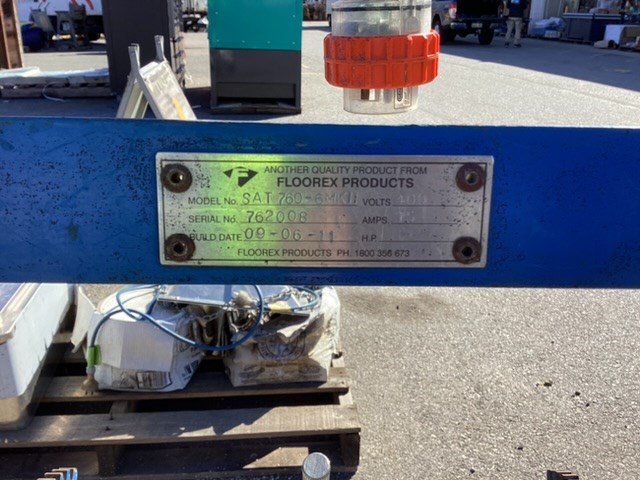 ANOTHER QUALITY PRODUCT FROM
FLOOREX PRODUCTS
MODEL No. SAT 760- VOLTS
SERIAL No. 762008 AMPS
BUILD DATE 09-06-11 H.P.
FLOOREX PRODUCTS PH. 1800 356 673